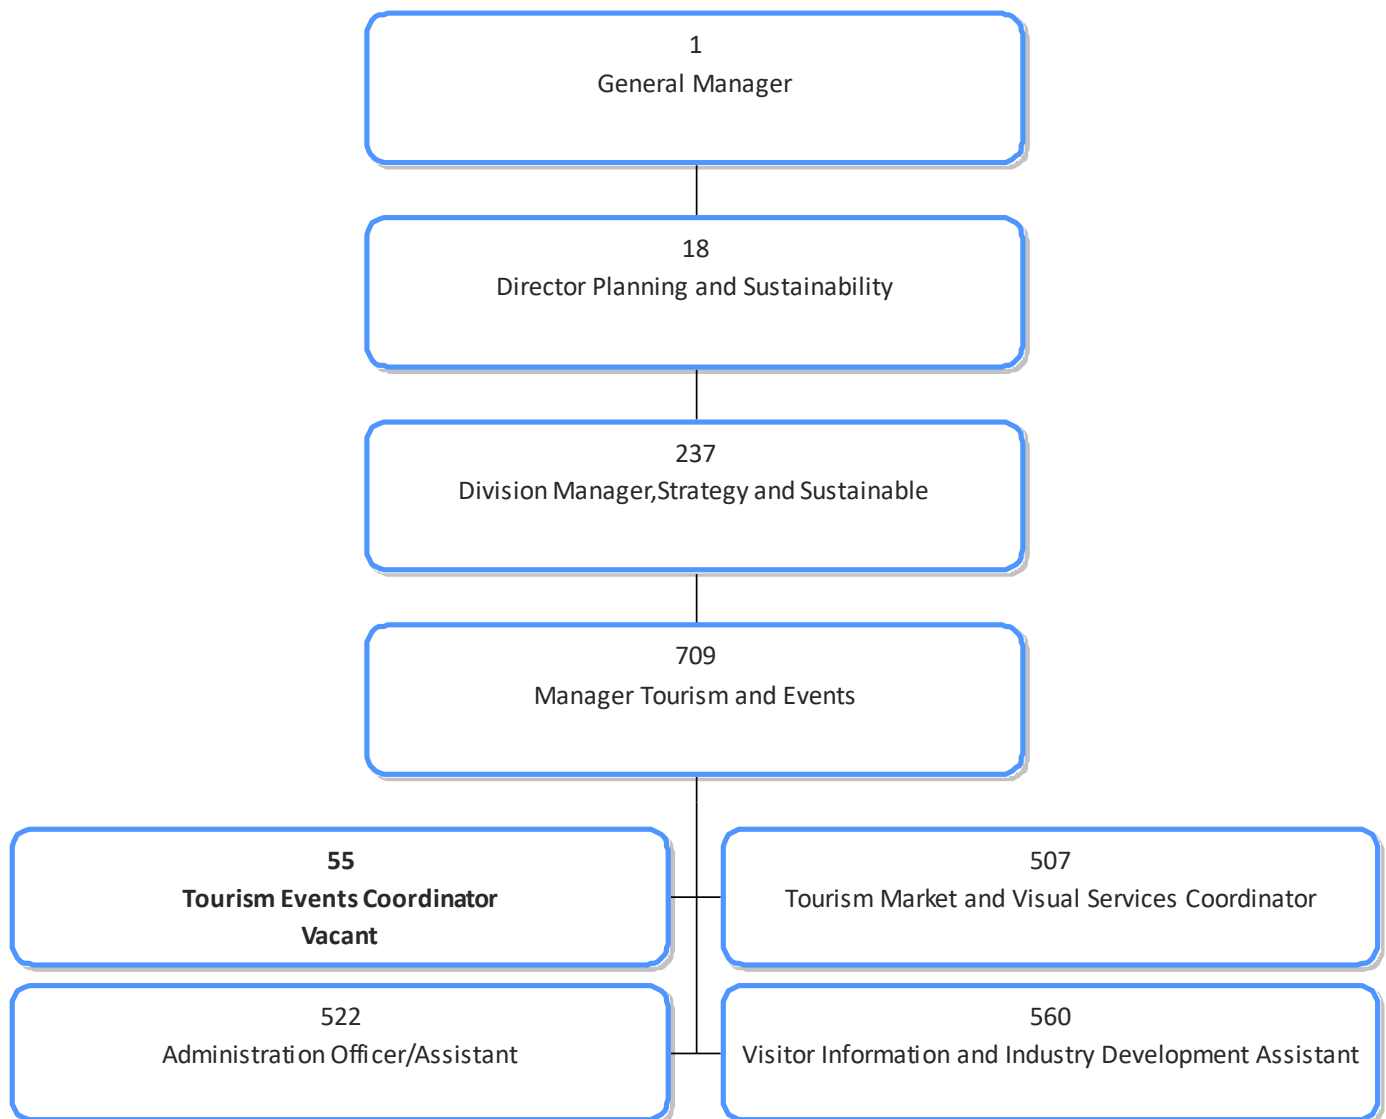 1
General Manager
18
Director Planning and Sustainability
237
Division Manager,Strategy and Sustainable
709
Manager Tourism and Events
55
Tourism Events Coordinator
Vacant
507
Tourism Market and Visual Services Coordinator
522
Administration Officer/Assistant
560
Visitor Information and Industry Development Assistant